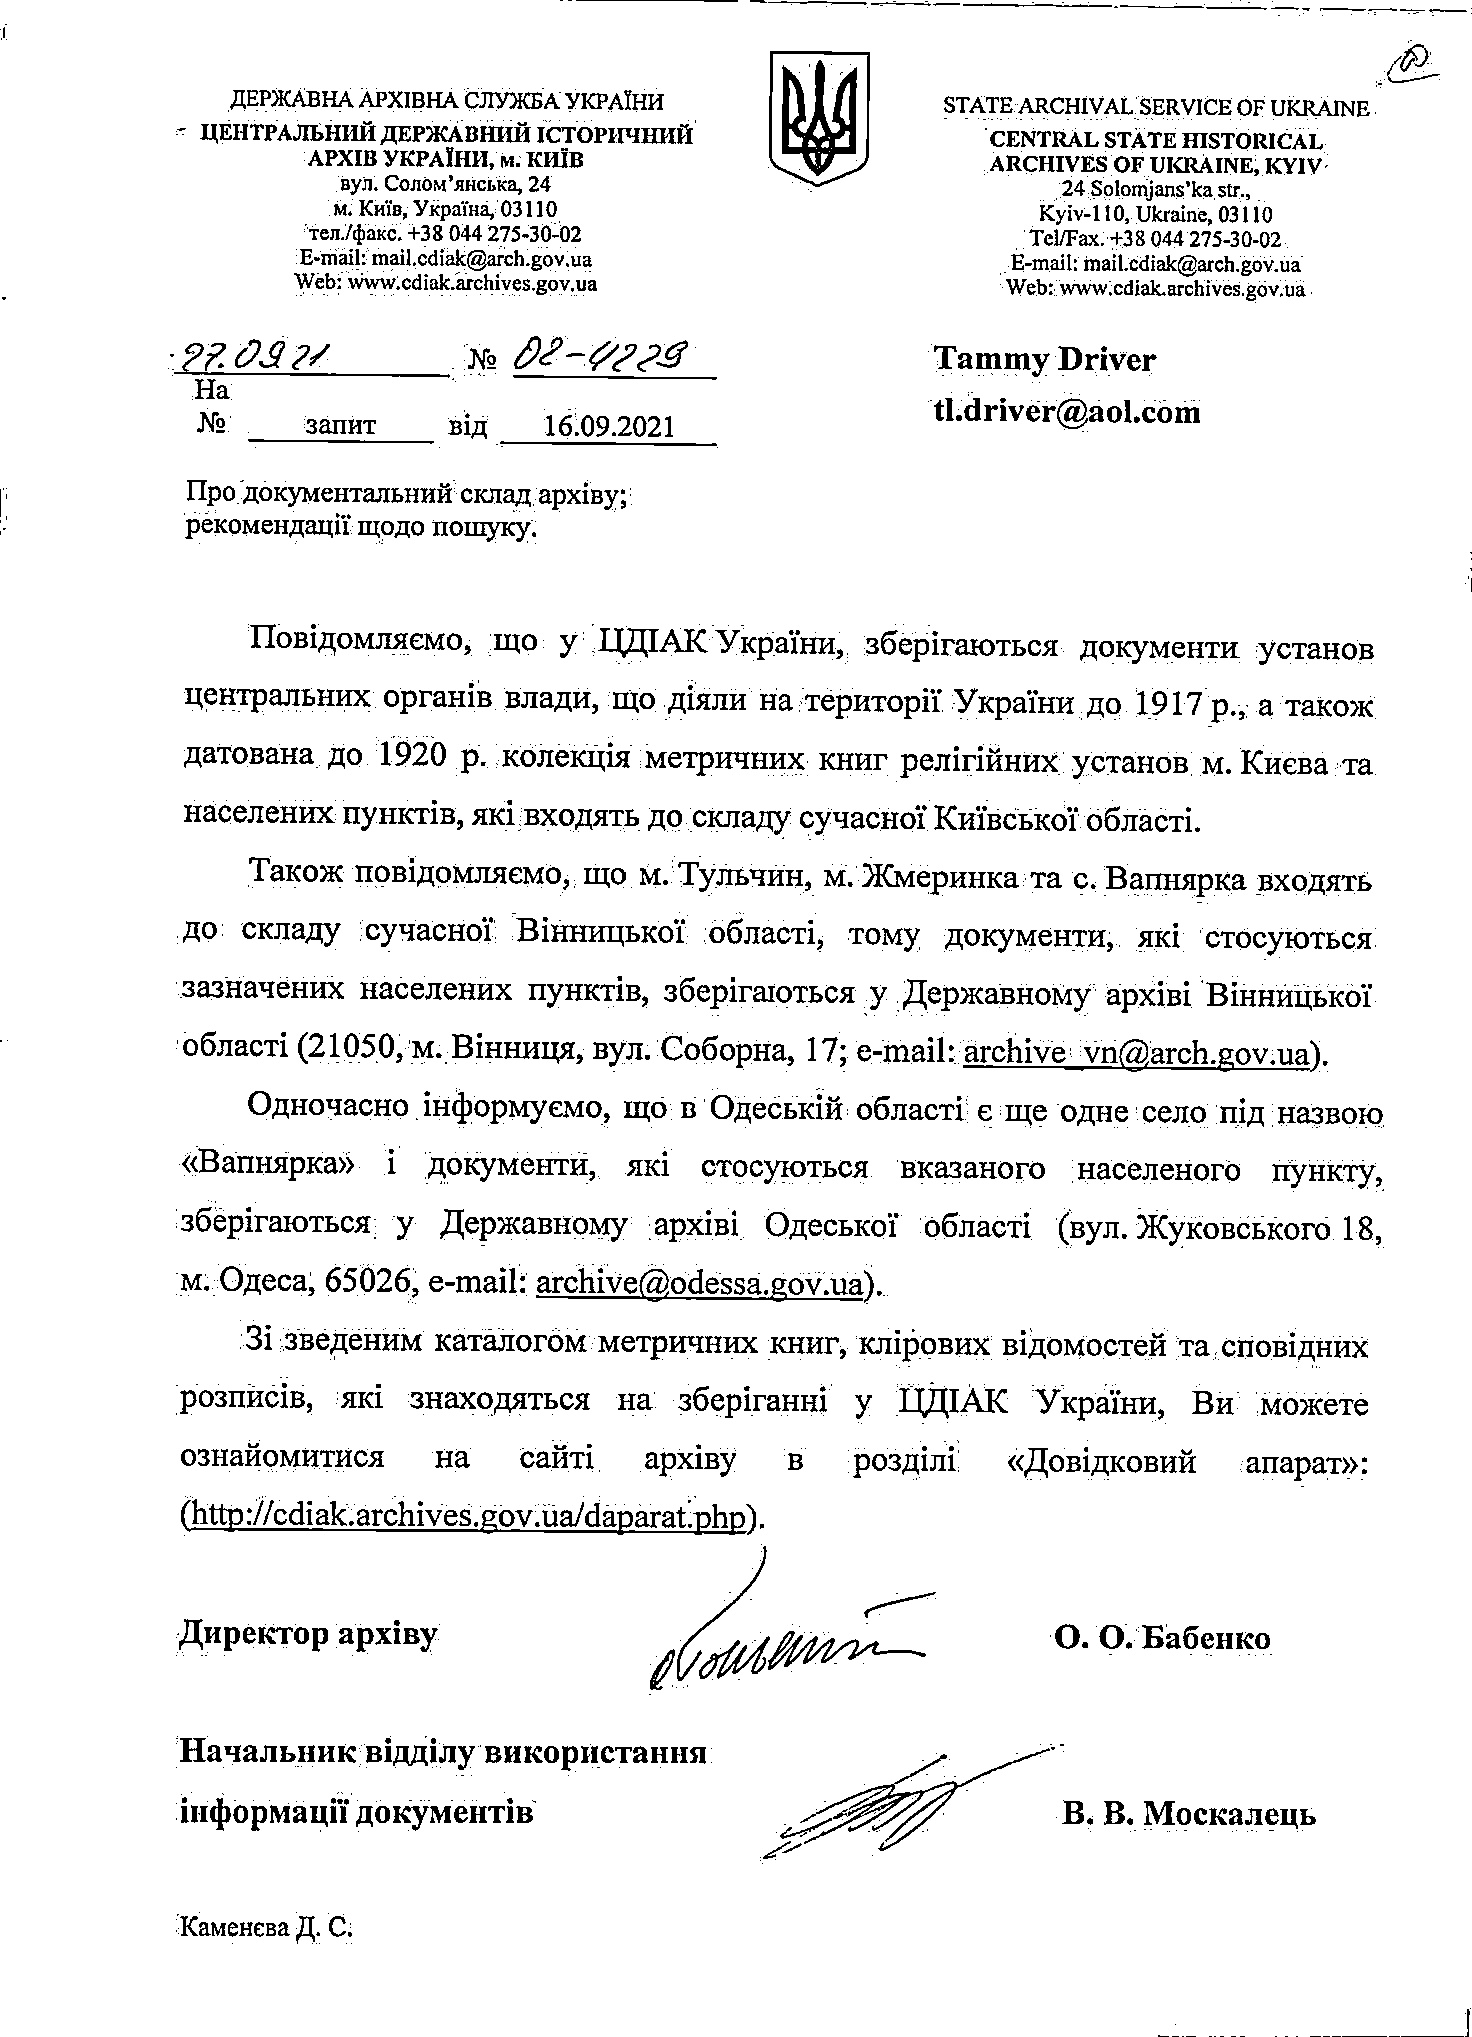 ДЕРЖАВНА АРХІВНА СЛУЖБА УКРАЇНИ
ЦЕНТРАЛЬНИЙ ДЕРЖАВНИЙ ІСТОРИЧНИЙ
АРХІВ УКРАЇНИ, м. КИЇВ
вул. Солом’янська, 24
м. Київ, Україна, 03110
тел./факс. +38 044 275-30-02
E-mail: mail.cdiak@arch.gov.ua
Web: www.cdiak.archives.gov.ua
STATE ARCHIVAL SERVICE OF UKRAINE
CENTRAL STATE HISTORICAL
ARCHIVES OF UKRAINE, KYIV
24 Solomjans’ka str.,
Kyiv-110, Ukraine, 03110
Tel/Fax. +38 044 275-30-02
E-mail: mail.cdiak@arch.gov.ua
Web: www.cdiak.archives.gov.ua
27.09.21 № 02-4229
На
№ запит від 16.09.2021
Tammy Driver
tl.driver@aol.com
Про документальний склад архіву;
рекомендації щодо пошуку.
Повідомляємо, що у ЦДІАК України, зберігаються документи установ
центральних органів влади, що діяли на території України до 1917 р., а також
датована до 1920 р. колекція метричних книг релігійних установ м. Києва та
населених пунктів, які входять до складу сучасної Київської області.
Також повідомляємо, що м. Тульчин, м. Жмеринка та с. Вапнярка входять
до складу сучасної Вінницької області, тому документи, які стосуються
зазначених населених пунктів, зберігаються у Державному архіві Вінницької
області (21050, м. Вінниця, вул. Соборна, 17; e-mail: archive_vn@arch.gov.ua).
Одночасно інформуємо, що в Одеській області є ще одне село під назвою
«Вапнярка» і документи, які стосуються вказаного населеного пункту,
зберігаються у Державному архіві Одеської області (вул. Жуковського 18,
м. Одеса, 65026, e-mail: archive@odessa.gov.ua).
Зі зведеним каталогом метричних книг, клірових відомостей та сповідних
розписів, які знаходяться на зберіганні у ЦДІАК України, Ви можете
ознайомитися на сайті архіву в розділі «Довідковий апарат»:
(http://cdiak.archives.gov.ua/daparat.php).
Директор архіву О. О. Бабенко
Начальник відділу використання
інформації документів В. В. Москалець
Каменєва Д. С.